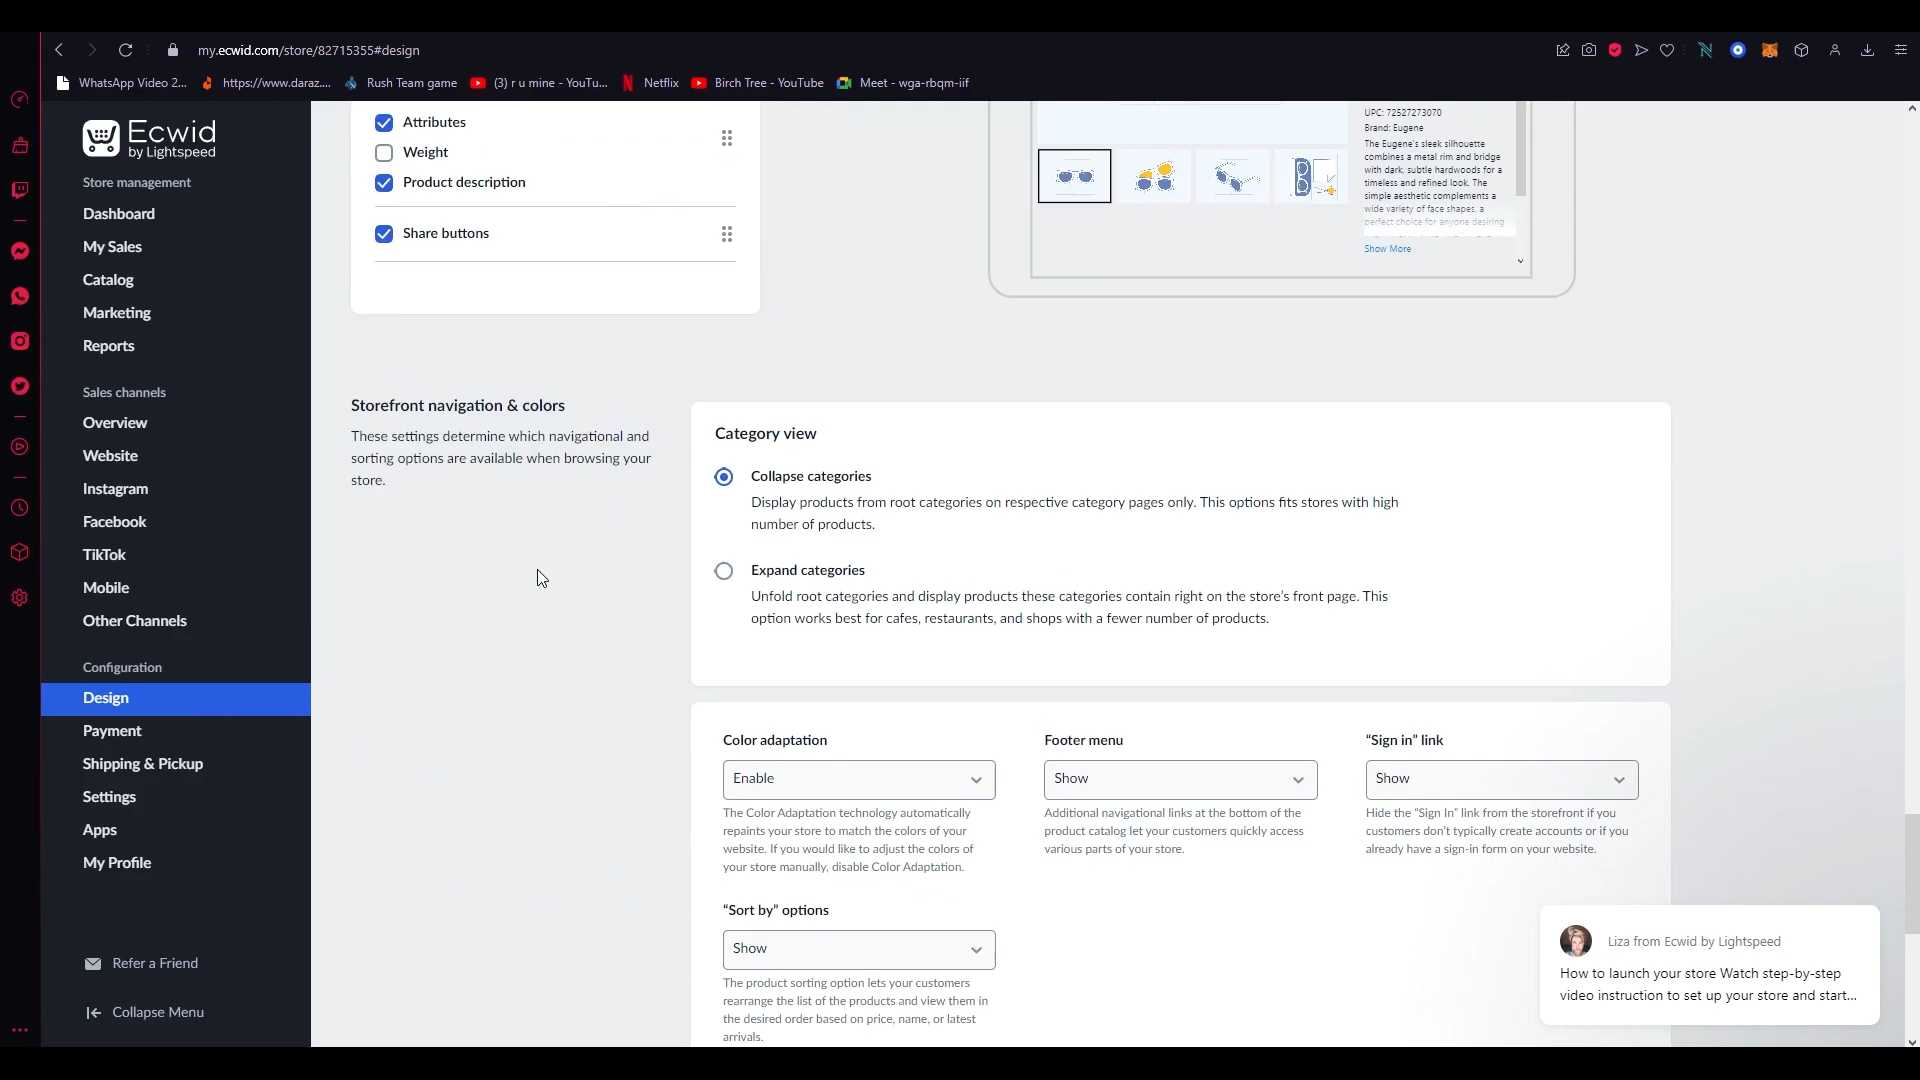 my.ecwid.com/store/82715355#design
WhatsApp Video 2...
https://www.daraz....
Rush Team game
(3) r u mine - YouTu...
Netflix
Birch Tree - YouTube
Meet - wga-rbqm-iif
Ecwid
by Lightspeed
Store management
Dashboard
My Sales
Catalog
Marketing
Reports
Sales channels
Overview
Website
Instagram
Facebook
TikTok
Mobile
Other Channels
Configuration
Design
Payment
Shipping & Pickup
Settings
Apps
My Profile
Refer a Friend
Collapse Menu
Attributes
Weight
Product description
Share buttons
UPC: 72527273070
Brand: Eugene
The Eugene's sleek silhouette
combines a metal rim and bridge
with dark, subtle hardwoods for a
timeless and refined look. The
simple aesthetic complements a
wide variety of face shapes, a
perfect choice for anyone desiring
Show More
Storefront navigation & colors
These settings determine which navigational and
sorting options are available when browsing your
store.
Category view
Collapse categories
Display products from root categories on respective category pages only. This options fits stores with high
number of products.
Expand categories
Unfold root categories and display products these categories contain right on the store's front page. This
option works best for cafes, restaurants, and shops with a fewer number of products.
Color adaptation
Enable
The Color Adaptation technology automatically
repaints your store to match the colors of your
website. If you would like to adjust the colors of
your store manually, disable Color Adaptation.
Footer menu
Show
Additional navigational links at the bottom of the
product catalog let your customers quickly access
various parts of your store.
“Sign in” link
Show
Hide the “Sign In” link from the storefront if you
customers don't typically create accounts or if you
already have a sign-in form on your website.
“Sort by” options
Show
The product sorting option lets your customers
rearrange the list of the products and view them in
the desired order based on price, name, or latest
arrivals.
Liza from Ecwid by Lightspeed
How to launch your store Watch step-by-step
video instruction to set up your store and start...